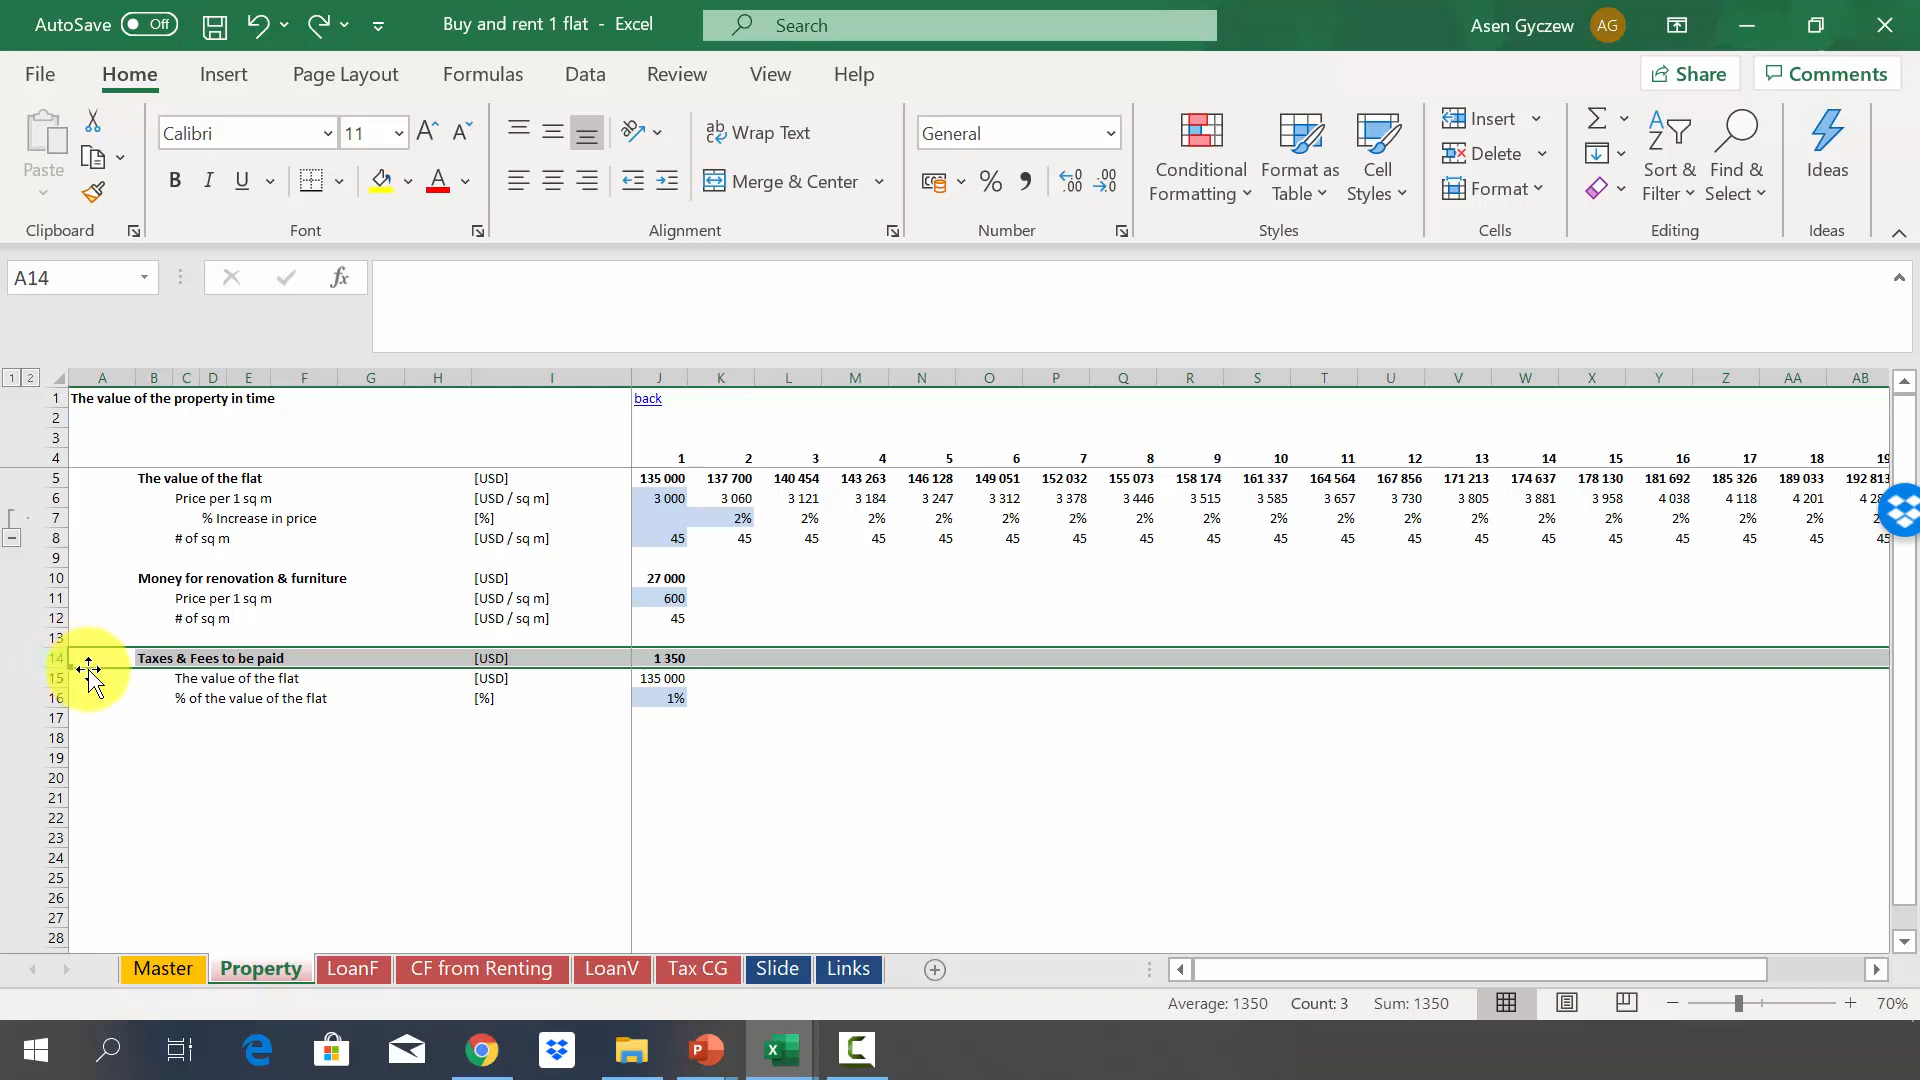 AutoSave Off Buy and rent 1 flat - Excel Search Asen Gyczew AG
File Home Insert Page Layout Formulas Data Review View Help Share Comments
Paste Calibri 11 Wrap Text General Conditional Formatting Format as Table Cell Styles Insert Sort & Filter Find & Select Ideas
B I U Merge & Center Delete
Format
Clipboard Font Alignment Number Styles Cells Editing Ideas
A14 fx
1 2 A B C D E F G H I J K L M N O P Q R S T U V W X Y Z AA AB
1 The value of the property in time back
2
3
4 1 2 3 4 5 6 7 8 9 10 11 12 13 14 15 16 17 18 19
5 The value of the flat [USD] 135 000 137 700 140 454 143 263 146 128 149 051 152 032 155 073 158 174 161 337 164 564 167 856 171 213 174 637 178 130 181 692 185 326 189 033 192 813
6 Price per 1 sq m [USD / sq m] 3 000 3 060 3 121 3 184 3 247 3 312 3 378 3 446 3 515 3 585 3 657 3 730 3 805 3 881 3 958 4 038 4 118 4 201
7 % Increase in price [%] 2% 2% 2% 2% 2% 2% 2% 2% 2% 2% 2% 2% 2% 2% 2% 2% 2%
8 # of sq m [USD / sq m] 45 45 45 45 45 45 45 45 45 45 45 45 45 45 45 45 45 45 45
9
10 Money for renovation & furniture [USD] 27 000
11 Price per 1 sq m [USD / sq m] 600
12 # of sq m [USD / sq m] 45
13
14 Taxes & Fees to be paid [USD] 1 350
15 The value of the flat [USD] 135 000
16 % of the value of the flat [%] 1%
17
18
19
20
21
22
23
24
25
26
27
28
Master Property LoanF CF from Renting LoanV Tax CG Slide Links
Average: 1350 Count: 3 Sum: 1350 70%